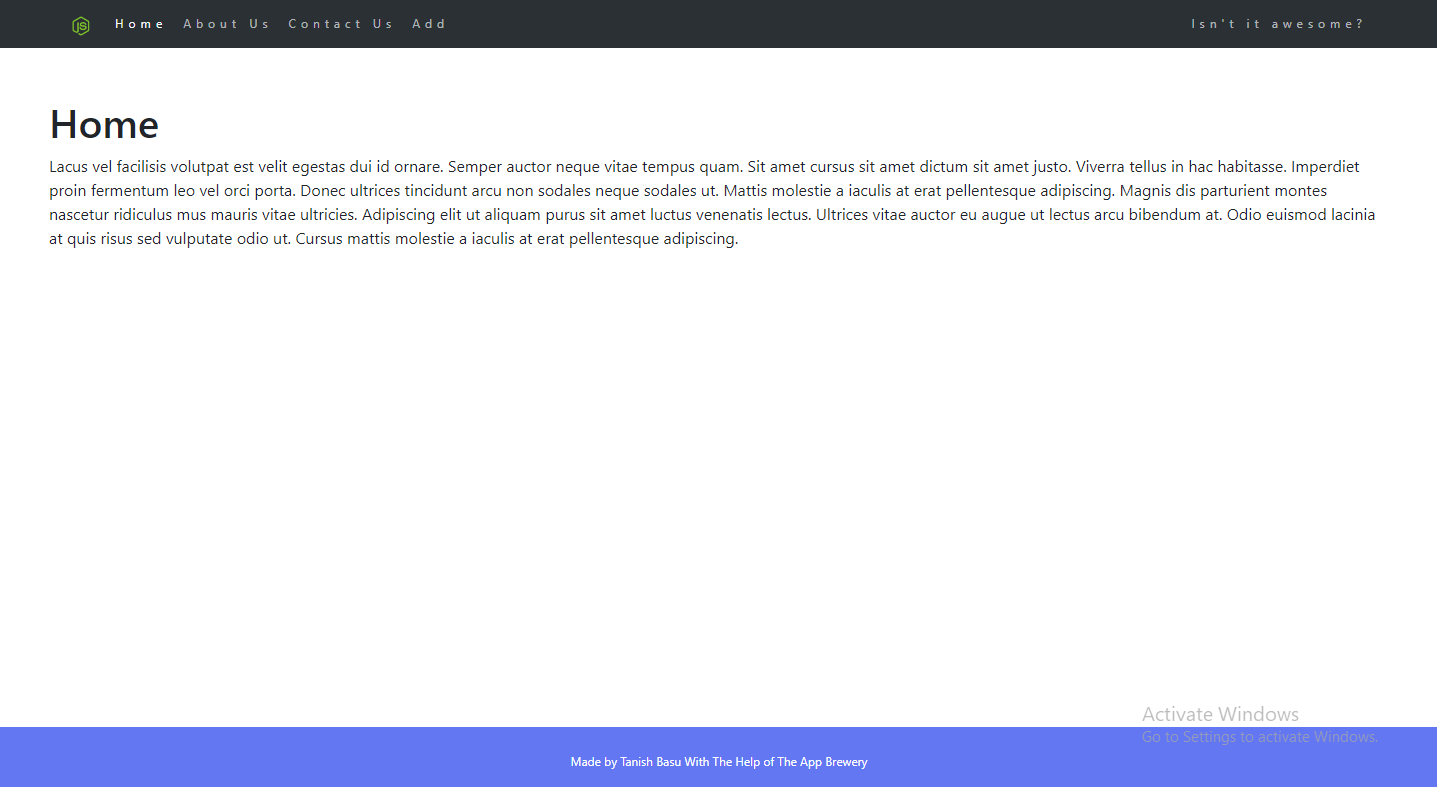 JS Home About Us Contact Us Add Isn't it awesome?
Home
Lacus vel facilisis volutpat est velit egestas dui id ornare. Semper auctor neque vitae tempus quam. Sit amet cursus sit amet dictum sit amet justo. Viverra tellus in hac habitasse. Imperdiet
proin fermentum leo vel orci porta. Donec ultrices tincidunt arcu non sodales neque sodales ut. Mattis molestie a iaculis at erat pellentesque adipiscing. Magnis dis parturient montes
nascetur ridiculus mus mauris vitae ultricies. Adipiscing elit ut aliquam purus sit amet luctus venenatis lectus. Ultrices vitae auctor eu augue ut lectus arcu bibendum at. Odio euismod lacinia
at quis risus sed vulputate odio ut. Cursus mattis molestie a iaculis at erat pellentesque adipiscing.
Activate Windows
Go to Settings to activate Windows.
Made by Tanish Basu With The Help of The App Brewery